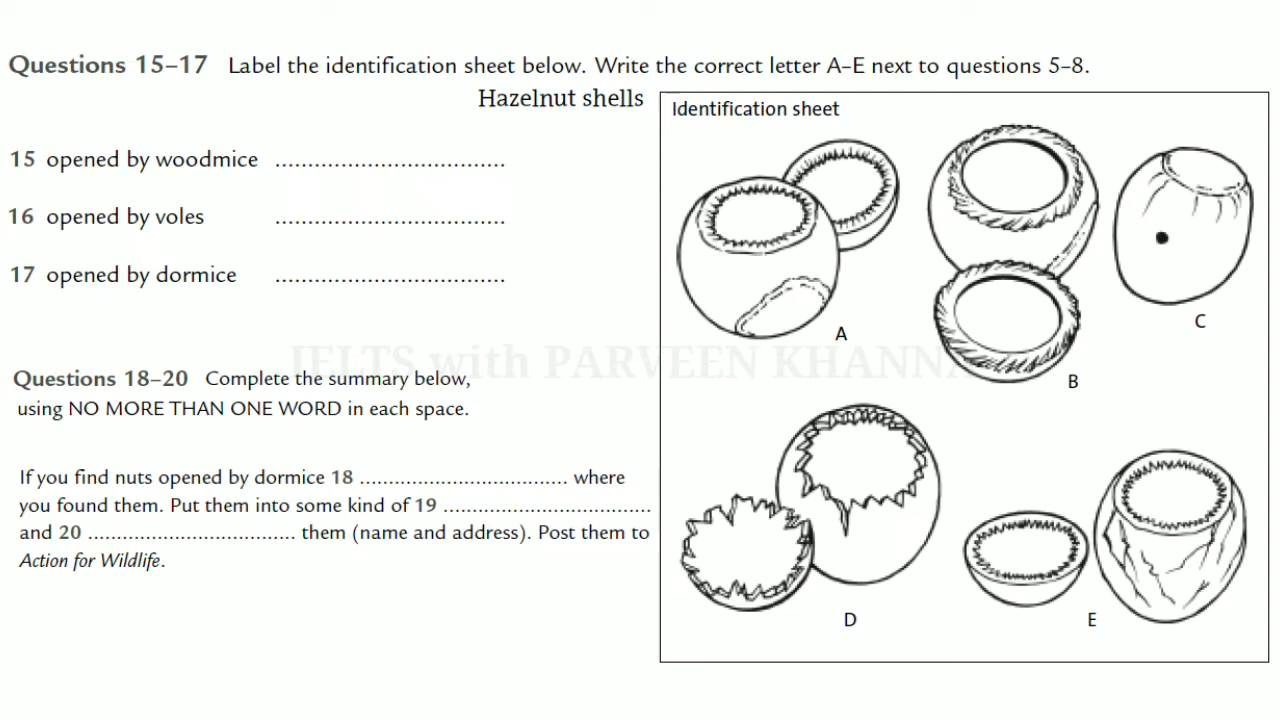 Questions 15–17 Label the identification sheet below. Write the correct letter A–E next to questions 5–8.
Hazelnut shells
15 opened by woodmice ...................................
16 opened by voles ...................................
17 opened by dormice ...................................
Questions 18–20 Complete the summary below,
using NO MORE THAN ONE WORD in each space.
If you find nuts opened by dormice 18 ................................ where
you found them. Put them into some kind of 19 ................................
and 20 ................................ them (name and address). Post them to
Action for Wildlife.
Identification sheet
A
B
C
D
E
IELTS with PARVEEN KHANNA